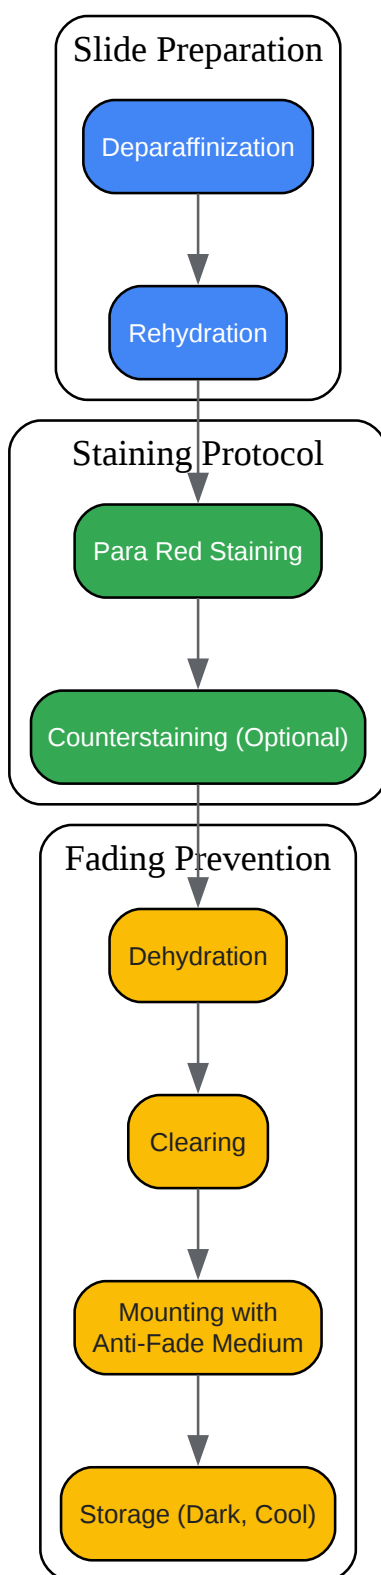 Slide Preparation
Deparaffinization
Rehydration
Staining Protocol
Para Red Staining
Counterstaining (Optional)
Fading Prevention
Dehydration
Clearing
Mounting with
Anti-Fade Medium
Storage (Dark, Cool)